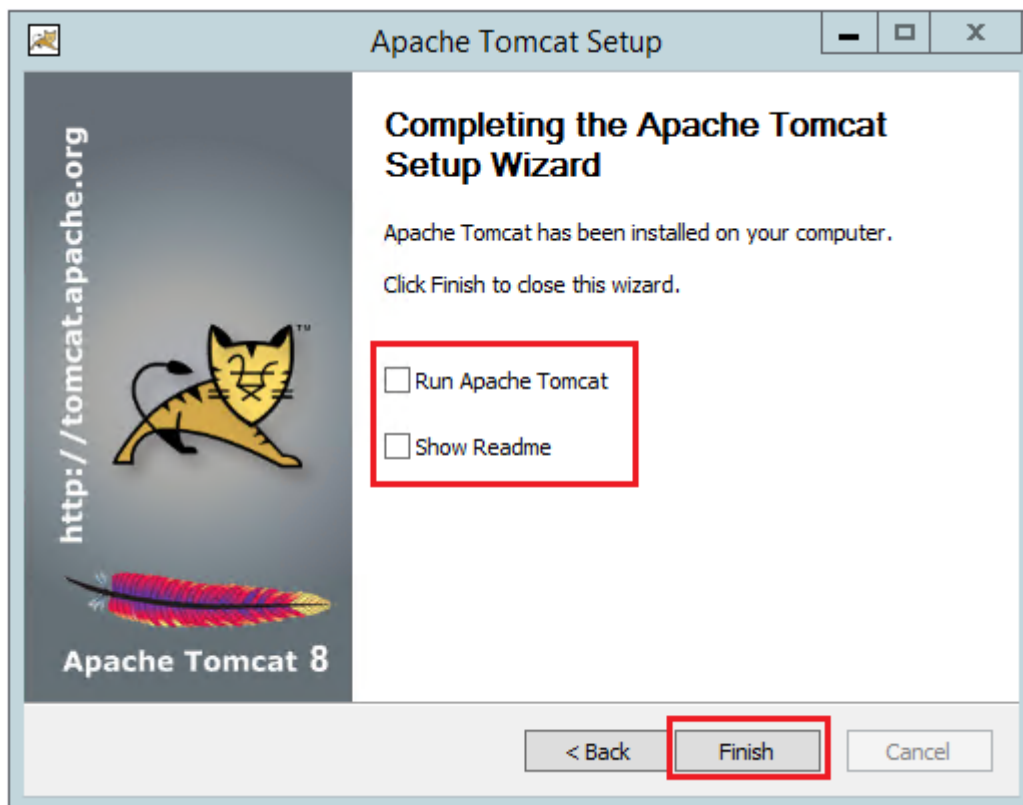 Apache Tomcat Setup
http://tomcat.apache.org
TM
Apache Tomcat 8
Completing the Apache Tomcat
Setup Wizard
Apache Tomcat has been installed on your computer.
Click Finish to close this wizard.
Run Apache Tomcat
Show Readme
< Back
Finish
Cancel